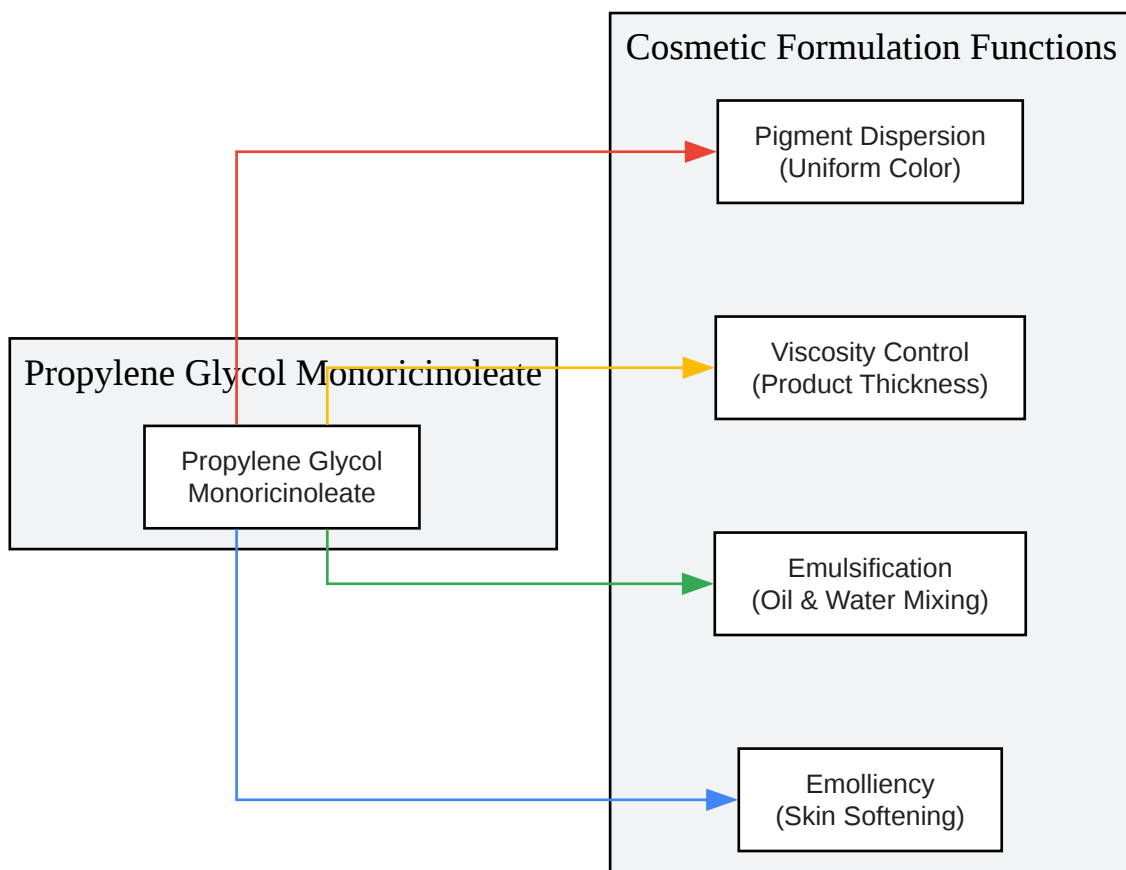 Cosmetic Formulation Functions
Pigment Dispersion
(Uniform Color)
Propylene Glycol Monoricinoleate
Viscosity Control
(Product Thickness)
Propylene Glycol
Monoricinoleate
Emulsification
(Oil & Water Mixing)
Emolliency
(Skin Softening)